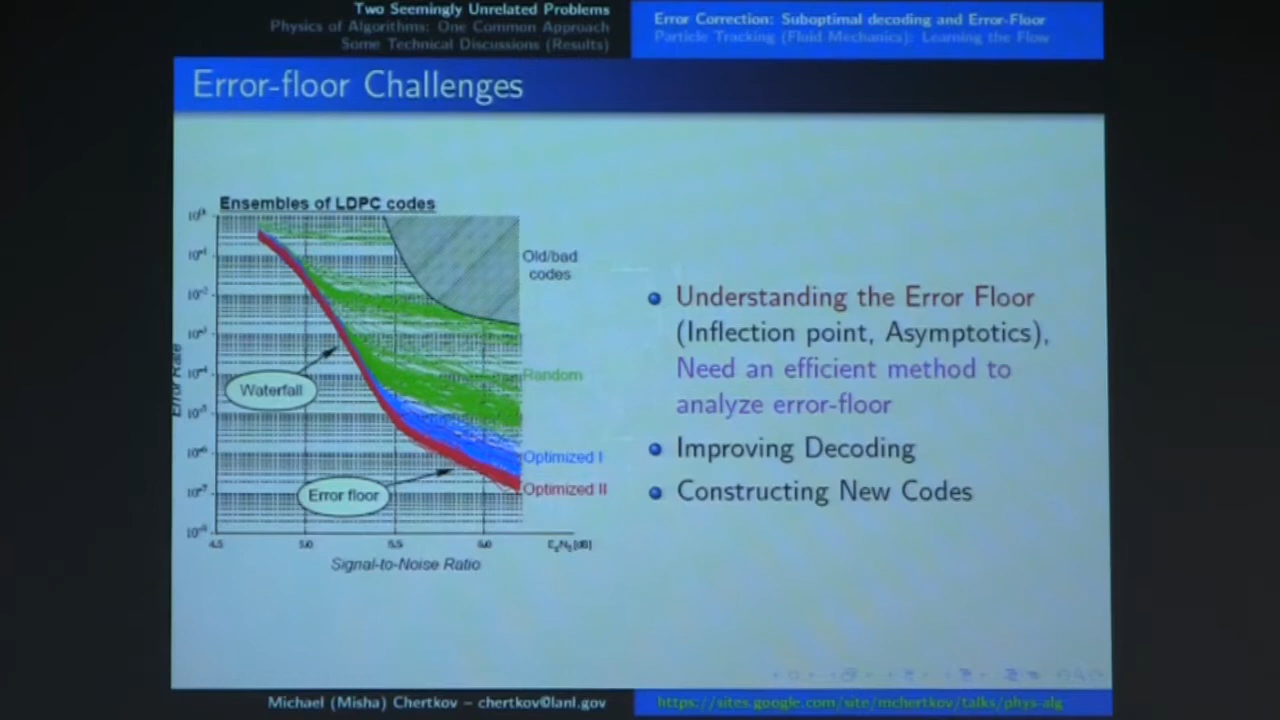 Two Seemingly Unrelated Problems
Physics of Algorithms: One Common Approach
Some Technical Discussions (Results)
Error Correction: Suboptimal decoding and Error-Floor
Particle Tracking (Fluid Mechanics): Learning the Flow
Error-floor Challenges
Ensembles of LDPC codes
Old/bad
codes
Random
Optimized I
Optimized II
Waterfall
Error floor
Error Rate
4.5 5.0 5.5 6.0
Signal-to-Noise Ratio
Understanding the Error Floor
(Inflection point, Asymptotics),
Need an efficient method to
analyze error-floor
Improving Decoding
Constructing New Codes
Michael (Misha) Chertkov – chertkov@lanl.gov
https://sites.google.com/site/mchertkov/talks/phys-alg